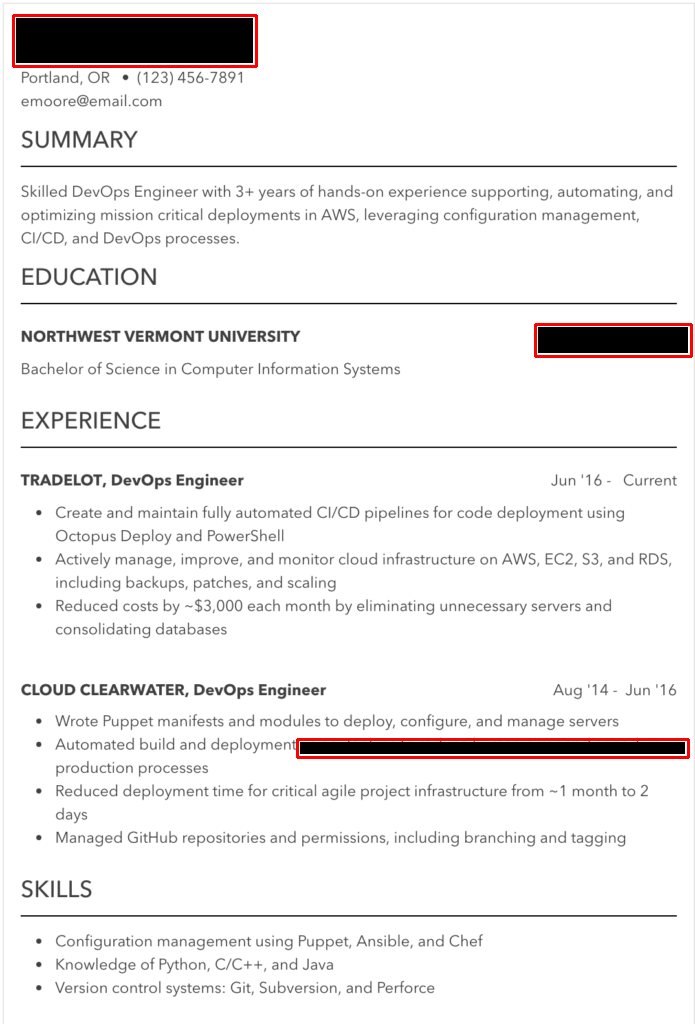 Portland, OR • (123) 456-7891
emoore@email.com
SUMMARY
Skilled DevOps Engineer with 3+ years of hands-on experience supporting, automating, and
optimizing mission critical deployments in AWS, leveraging configuration management,
CI/CD, and DevOps processes.
EDUCATION
NORTHWEST VERMONT UNIVERSITY
Bachelor of Science in Computer Information Systems
EXPERIENCE
TRADELOT, DevOps Engineer Jun '16 - Current
• Create and maintain fully automated CI/CD pipelines for code deployment using
Octopus Deploy and PowerShell
• Actively manage, improve, and monitor cloud infrastructure on AWS, EC2, S3, and RDS,
including backups, patches, and scaling
• Reduced costs by ~$3,000 each month by eliminating unnecessary servers and
consolidating databases
CLOUD CLEARWATER, DevOps Engineer Aug '14 - Jun '16
• Wrote Puppet manifests and modules to deploy, configure, and manage servers
• Automated build and deployment
production processes
• Reduced deployment time for critical agile project infrastructure from ~1 month to 2
days
• Managed GitHub repositories and permissions, including branching and tagging
SKILLS
• Configuration management using Puppet, Ansible, and Chef
• Knowledge of Python, C/C++, and Java
• Version control systems: Git, Subversion, and Perforce